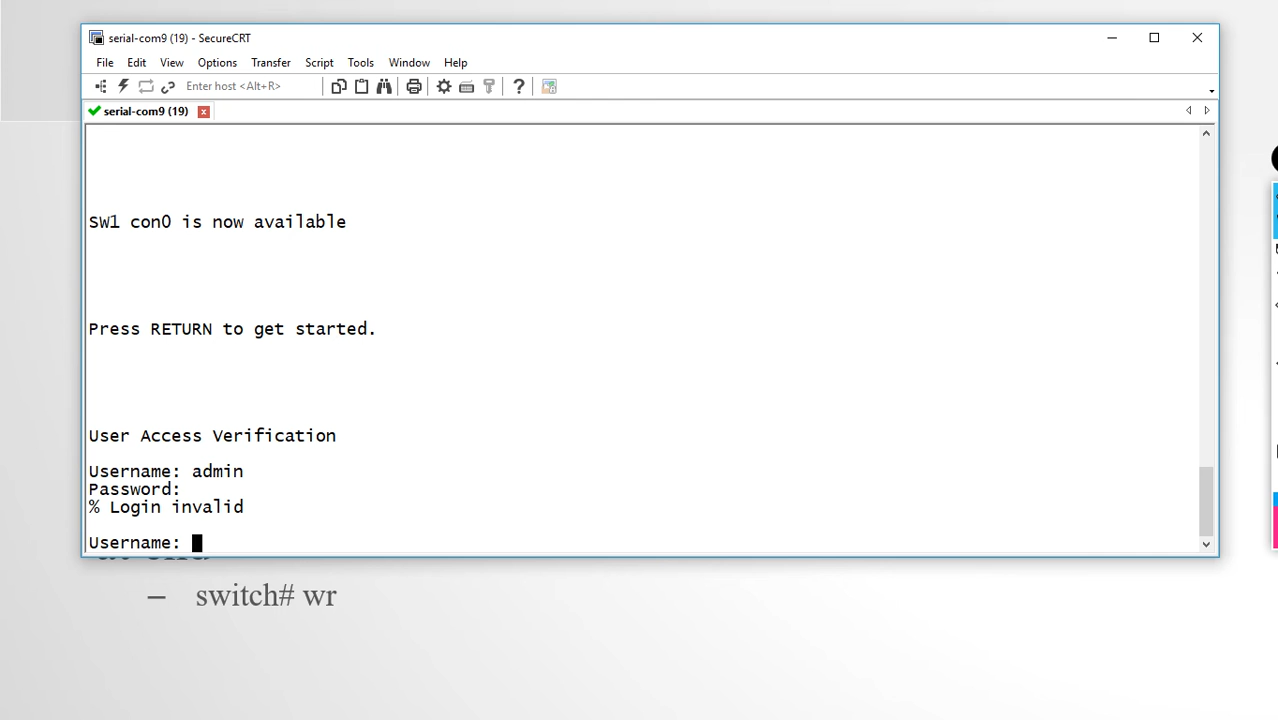 serial-com9 (19) - SecureCRT
File Edit View Options Transfer Script Tools Window Help
Enter host <Alt+R>
serial-com9 (19)
SW1 con0 is now available
Press RETURN to get started.
User Access Verification
Username: admin
Password:
% Login invalid
Username:
– switch# wr